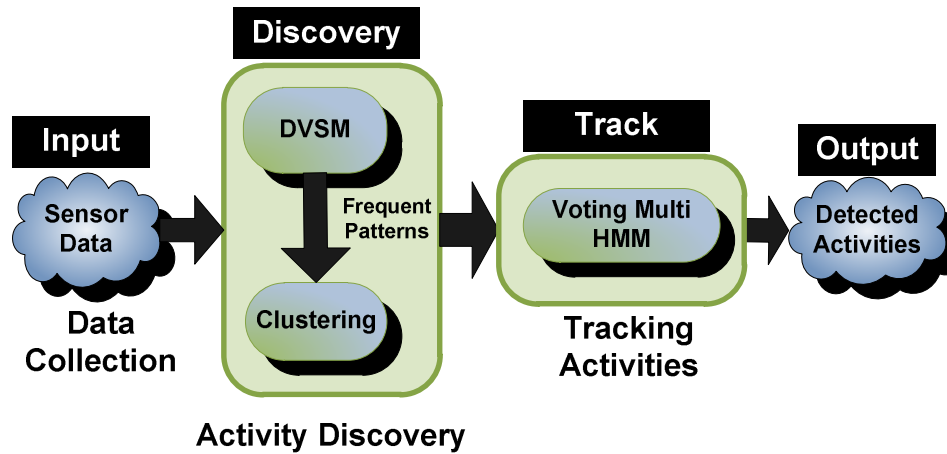 Input
Sensor
Data
Data
Collection
Discovery
DVSM
Frequent
Patterns
Clustering
Activity Discovery
Track
Voting Multi
HMM
Tracking
Activities
Output
Detected
Activities